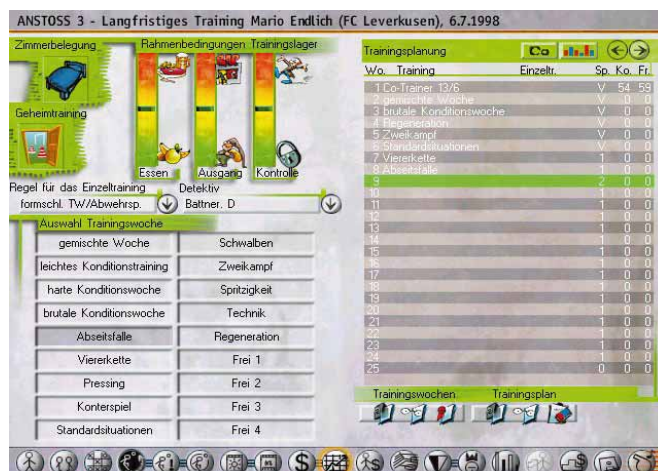 ANSTOSS 3 - Langfristiges Training Mario Endlich (FC Leverkusen), 6.7.1998
Zimmerbelegung
Rahmenbedingungen Trainingslager
Geheimtraining
Essen
Ausgang
Kontrolle
Regel für das Einzeltraining
Detektiv
formschl. TW/Abwehrsp.
Battner. D
Auswahl Trainingswoche
gemischte Woche
Schwalben
leichtes Konditionstraining
Zweikampf
harte Konditionswoche
Spritzigkeit
brutale Konditionswoche
Technik
Abseitsfalle
Regeneration
Viererkette
Frei 1
Pressing
Frei 2
Konterspiel
Frei 3
Standardsituationen
Frei 4
Trainingsplanung
Co
Wo. Training Einzeltr. Sp. Ko. Fr.
1 Co-Trainer 13/6 V 54 59
2 gemischte Woche V 0 0
3 brutale Konditionswoche V 0 0
4 Regeneration V 0 0
5 Zweikampf V 0 0
6 Standardsituationen V 0 0
7 Viererkette 1 0 0
8 Abseitsfalle 1 0 0
9 2 0 0
10 1 0 0
11 1 0 0
12 1 0 0
13 1 0 0
14 1 0 0
15 1 0 0
16 1 0 0
17 1 0 0
18 1 0 0
19 1 0 0
20 1 0 0
21 1 0 0
22 1 0 0
23 1 0 0
24 1 0 0
25 0 0 0
Trainingswochen
Trainingsplan